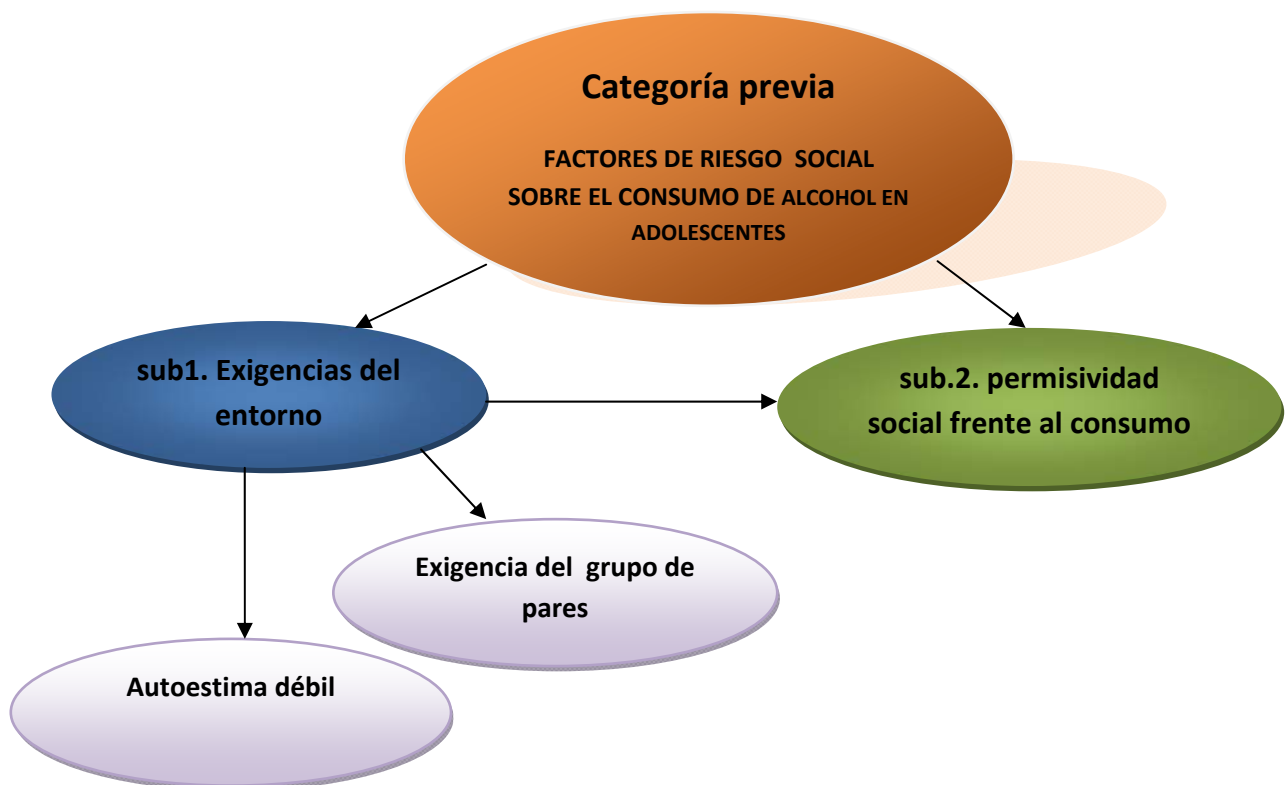 Categoría previa
FACTORES DE RIESGO SOCIAL
SOBRE EL CONSUMO DE ALCOHOL EN
ADOLESCENTES
sub1. Exigencias del
entorno
sub.2. permisividad
social frente al consumo
Exigencia del grupo de
pares
Autoestima débil